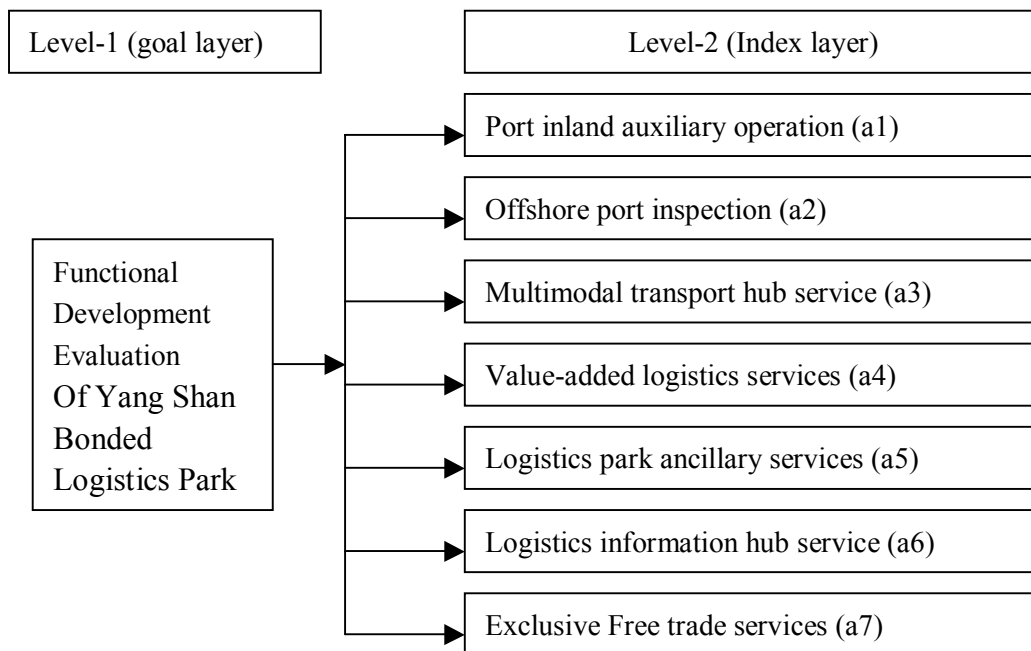 Level-1 (goal layer)
Level-2 (Index layer)
Port inland auxiliary operation (a1)
Offshore port inspection (a2)
Multimodal transport hub service (a3)
Value-added logistics services (a4)
Logistics park ancillary services (a5)
Logistics information hub service (a6)
Exclusive Free trade services (a7)
Functional
Development
Evaluation
Of Yang Shan
Bonded
Logistics Park